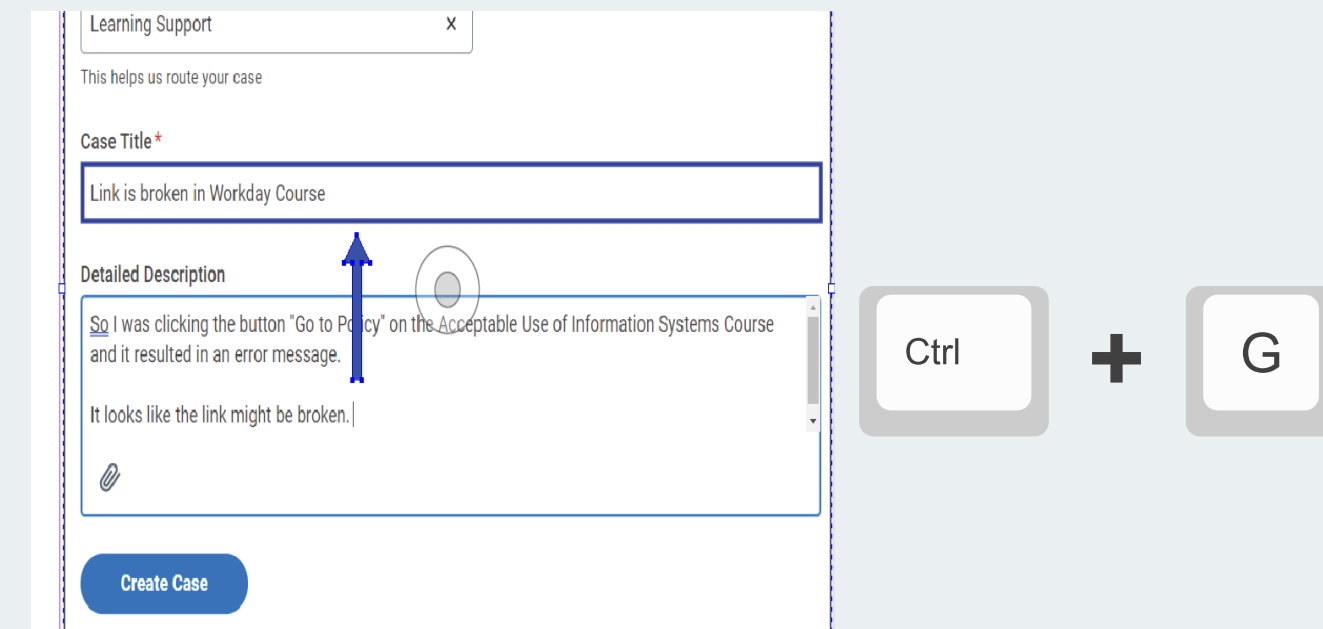 Learning Support x
This helps us route your case
Case Title*
Link is broken in Workday Course
Detailed Description
So I was clicking the button "Go to Policy" on the Acceptable Use of Information Systems Course
and it resulted in an error message.
It looks like the link might be broken.
Create Case
Ctrl + G